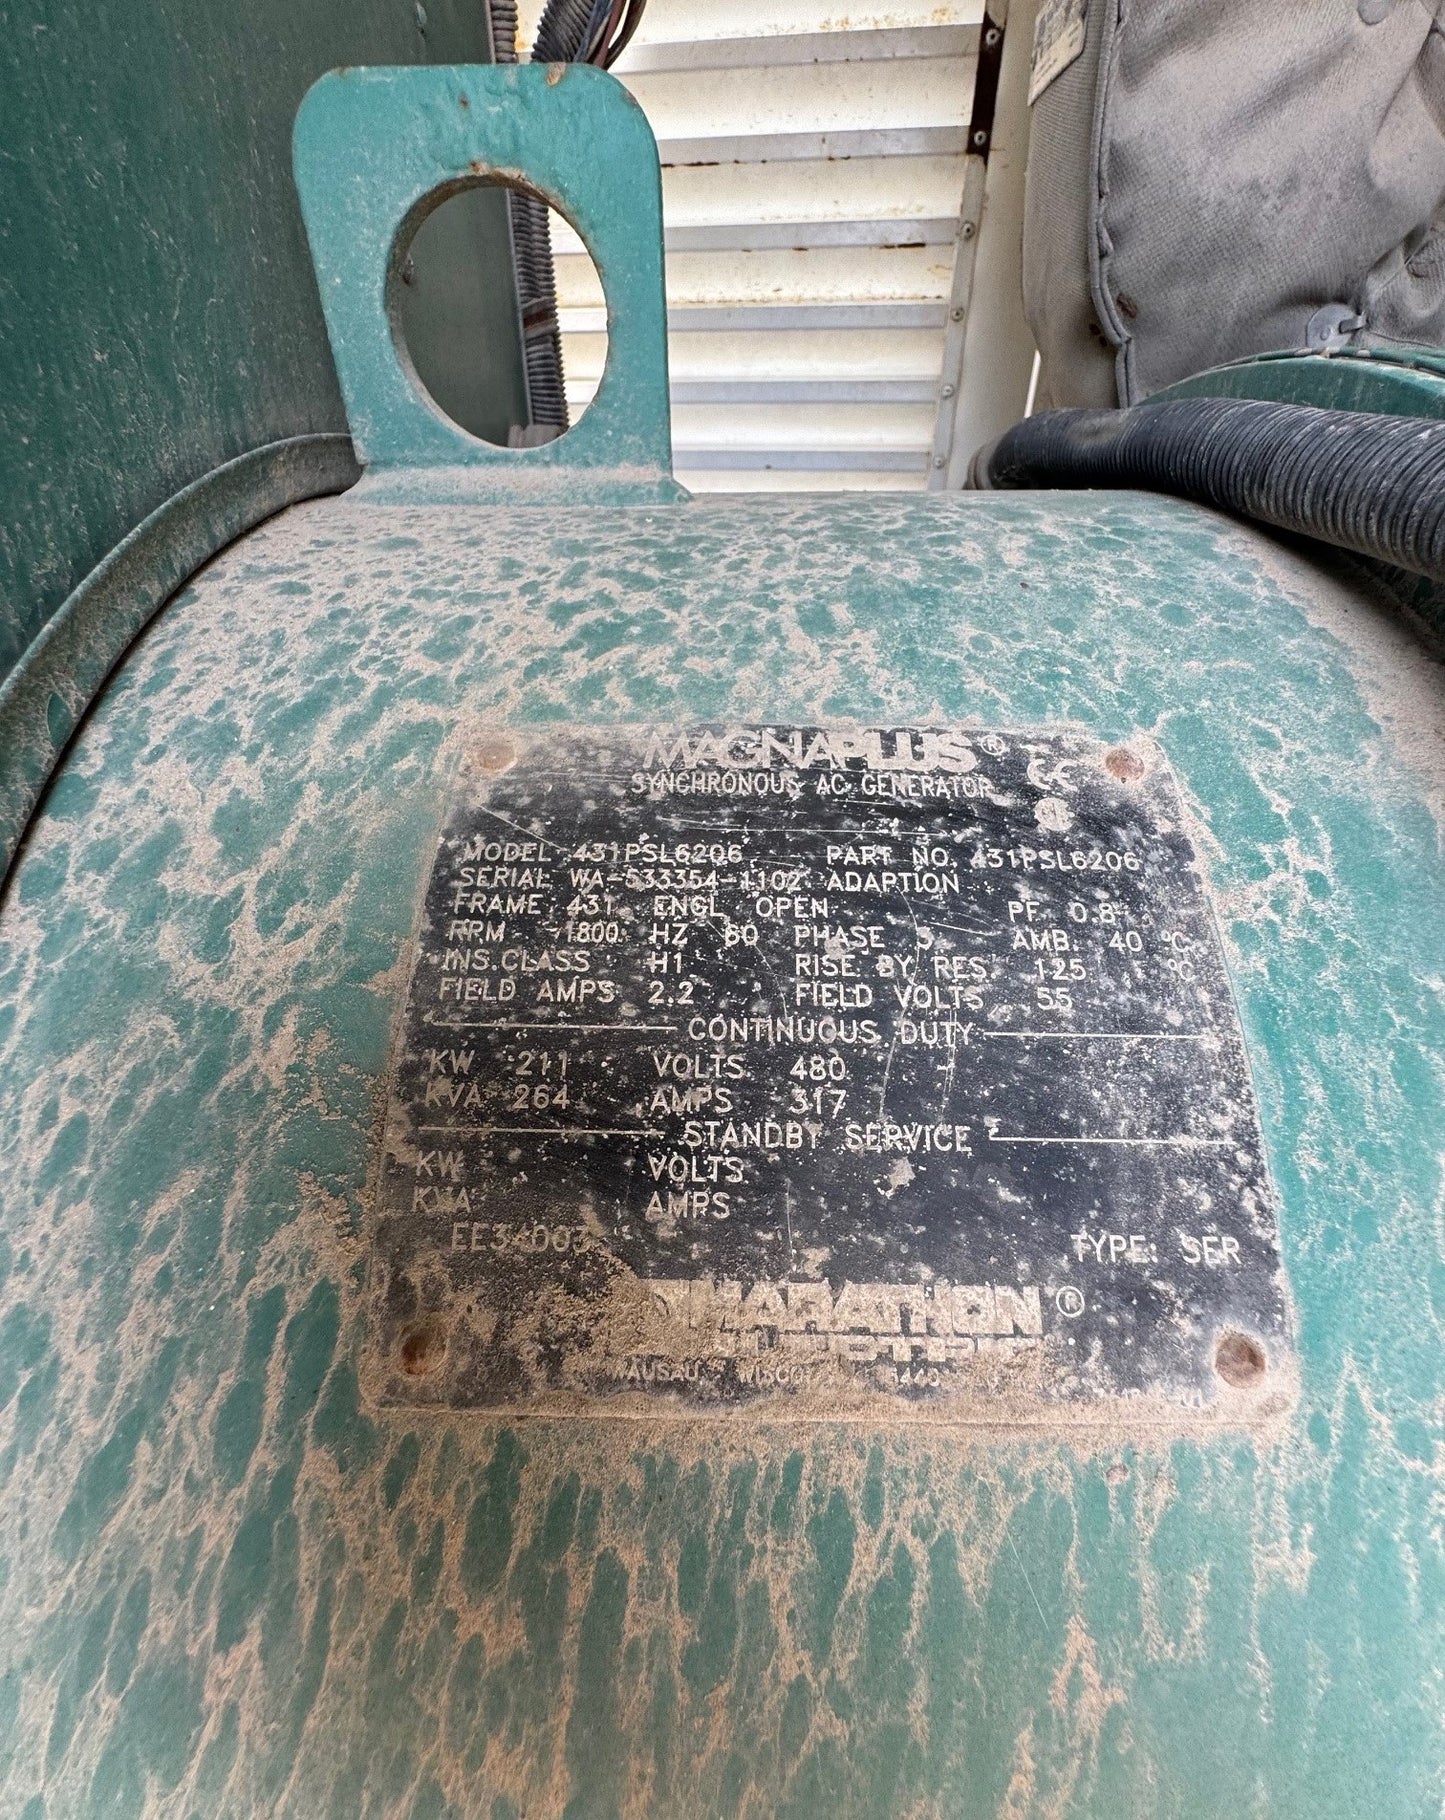 MAGNAPLUS®
SYNCHRONOUS AC GENERATOR
CE
MODEL 431PSL6206 PART NO. 431PSL6206
SERIAL WA-533354-1102 ADAPTION
FRAME 431 ENCL OPEN PF 0.8
RPM 1800 HZ 60 PHASE 3 AMB. 40 °C
INS.CLASS H1 RISE BY RES. 125 °C
FIELD AMPS 2.2 FIELD VOLTS 55
CONTINUOUS DUTY
KW 211 VOLTS 480
KVA 264 AMPS 317
STANDBY SERVICE
KW VOLTS
KVA AMPS
TYPE: SER
MARATHON®
WAUSAU,